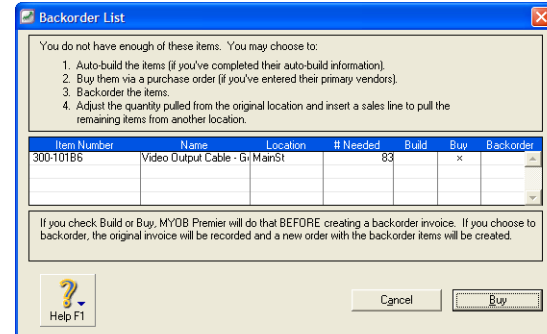 Backorder List
You do not have enough of these items. You may choose to:
1. Auto-build the items (if you've completed their auto-build information).
2. Buy them via a purchase order (if you've entered their primary vendors).
3. Backorder the items.
4. Adjust the quantity pulled from the original location and insert a sales line to pull the
remaining items from another location.
Item Number Name Location # Needed Build Buy Backorder
300-101B6 Video Output Cable - G MainSt 83 x
If you check Build or Buy, MYOB Premier will do that BEFORE creating a backorder invoice. If you choose to
backorder, the original invoice will be recorded and a new order with the backorder items will be created.
Help F1
Cancel Buy